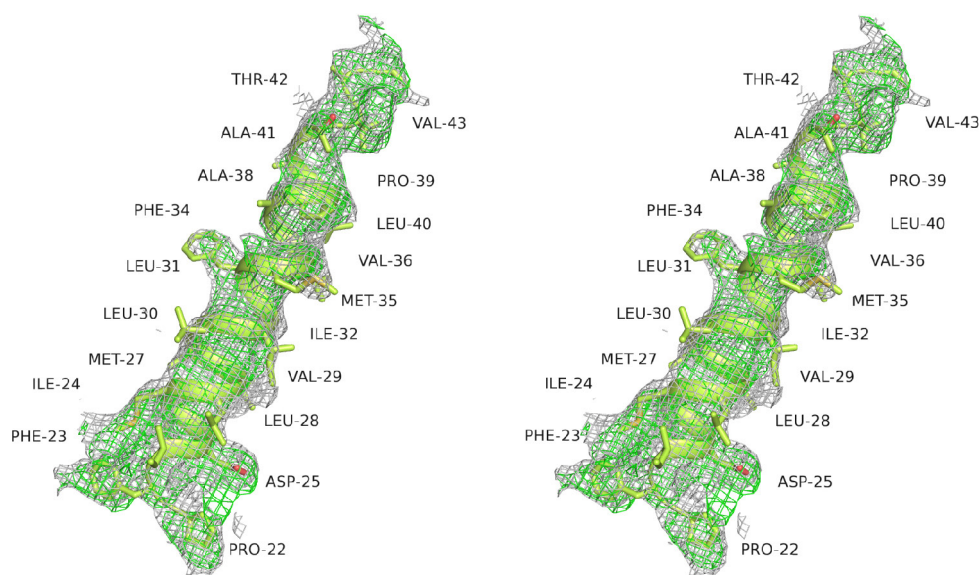 THR-42
VAL-43
ALA-41
ALA-38
PRO-39
PHE-34
LEU-40
LEU-31
VAL-36
MET-35
LEU-30
ILE-32
MET-27
VAL-29
ILE-24
LEU-28
PHE-23
ASP-25
PRO-22
THR-42
VAL-43
ALA-41
ALA-38
PRO-39
PHE-34
LEU-40
LEU-31
VAL-36
MET-35
LEU-30
ILE-32
MET-27
VAL-29
ILE-24
LEU-28
PHE-23
ASP-25
PRO-22